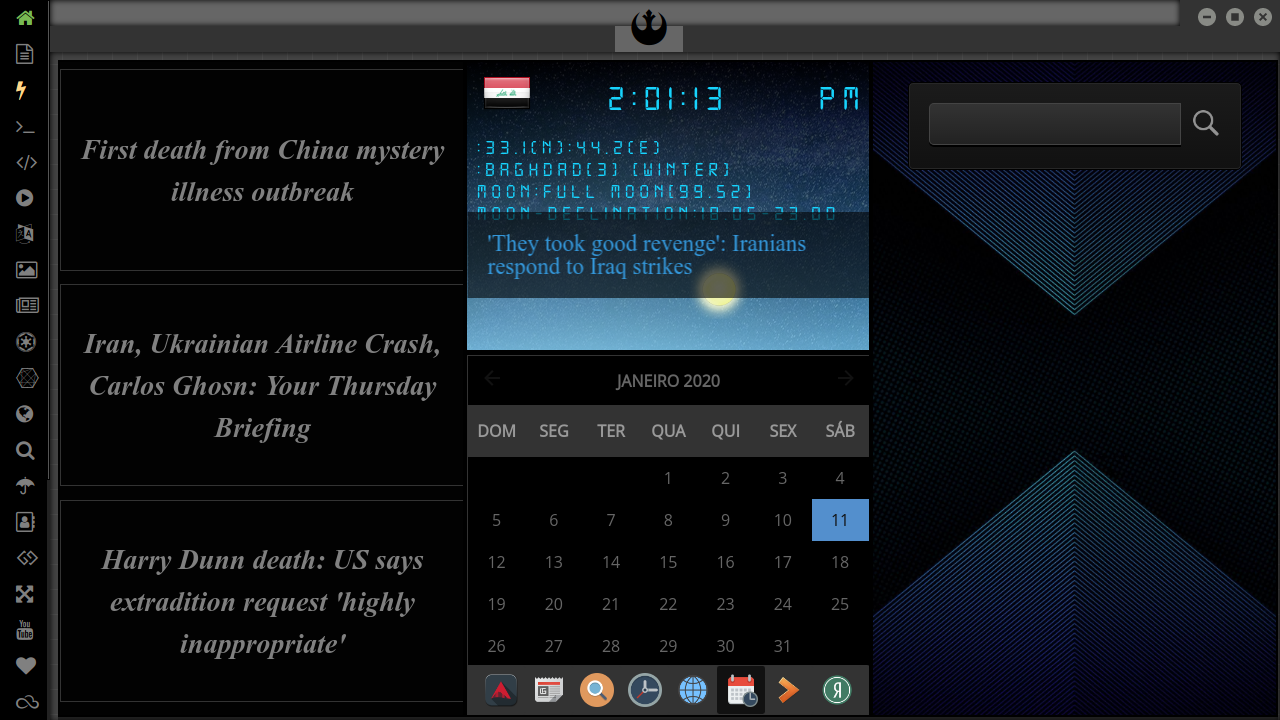 First death from China mystery
illness outbreak
Iran, Ukrainian Airline Crash,
Carlos Ghosn: Your Thursday
Briefing
Harry Dunn death: US says
extradition request 'highly
inappropriate'
2:01:13 PM
:33.1(N):44.2(E)
:BAGHDAD(3) (WINTER)
MOON:FULL MOON(99.52)
MOON-DECLINATION:18.05-23.00
'They took good revenge': Iranians
respond to Iraq strikes
JANEIRO 2020
DOM SEG TER QUA QUI SEX SÁB
1 2 3 4
5 6 7 8 9 10 11
12 13 14 15 16 17 18
19 20 21 22 23 24 25
26 27 28 29 30 31
You
Tube
Я